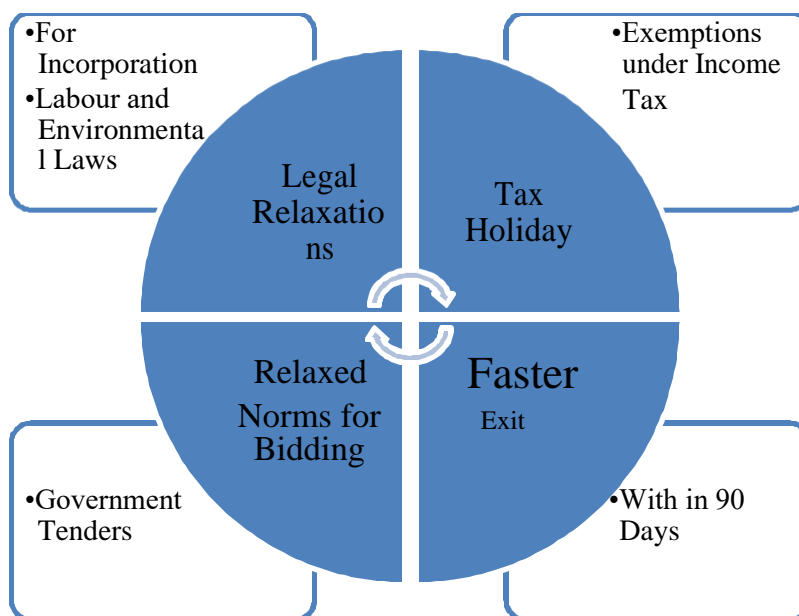 •For
Incorporation
•Labour and
Environmenta
l Laws
•Exemptions
under Income
Tax
Legal
Relaxatio
ns
Tax
Holiday
Relaxed
Norms for
Bidding
Faster
Exit
•Government
Tenders
•With in 90
Days